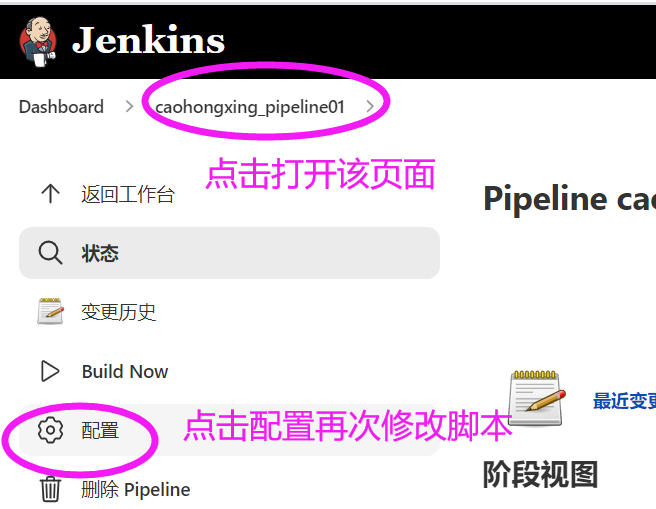 Jenkins
Dashboard > caohongxing_pipeline01 >
点击打开该页面
返回工作台
Pipeline cao
状态
变更历史
Build Now
最近变更
配置
点击配置再次修改脚本
阶段视图
删除 Pipeline